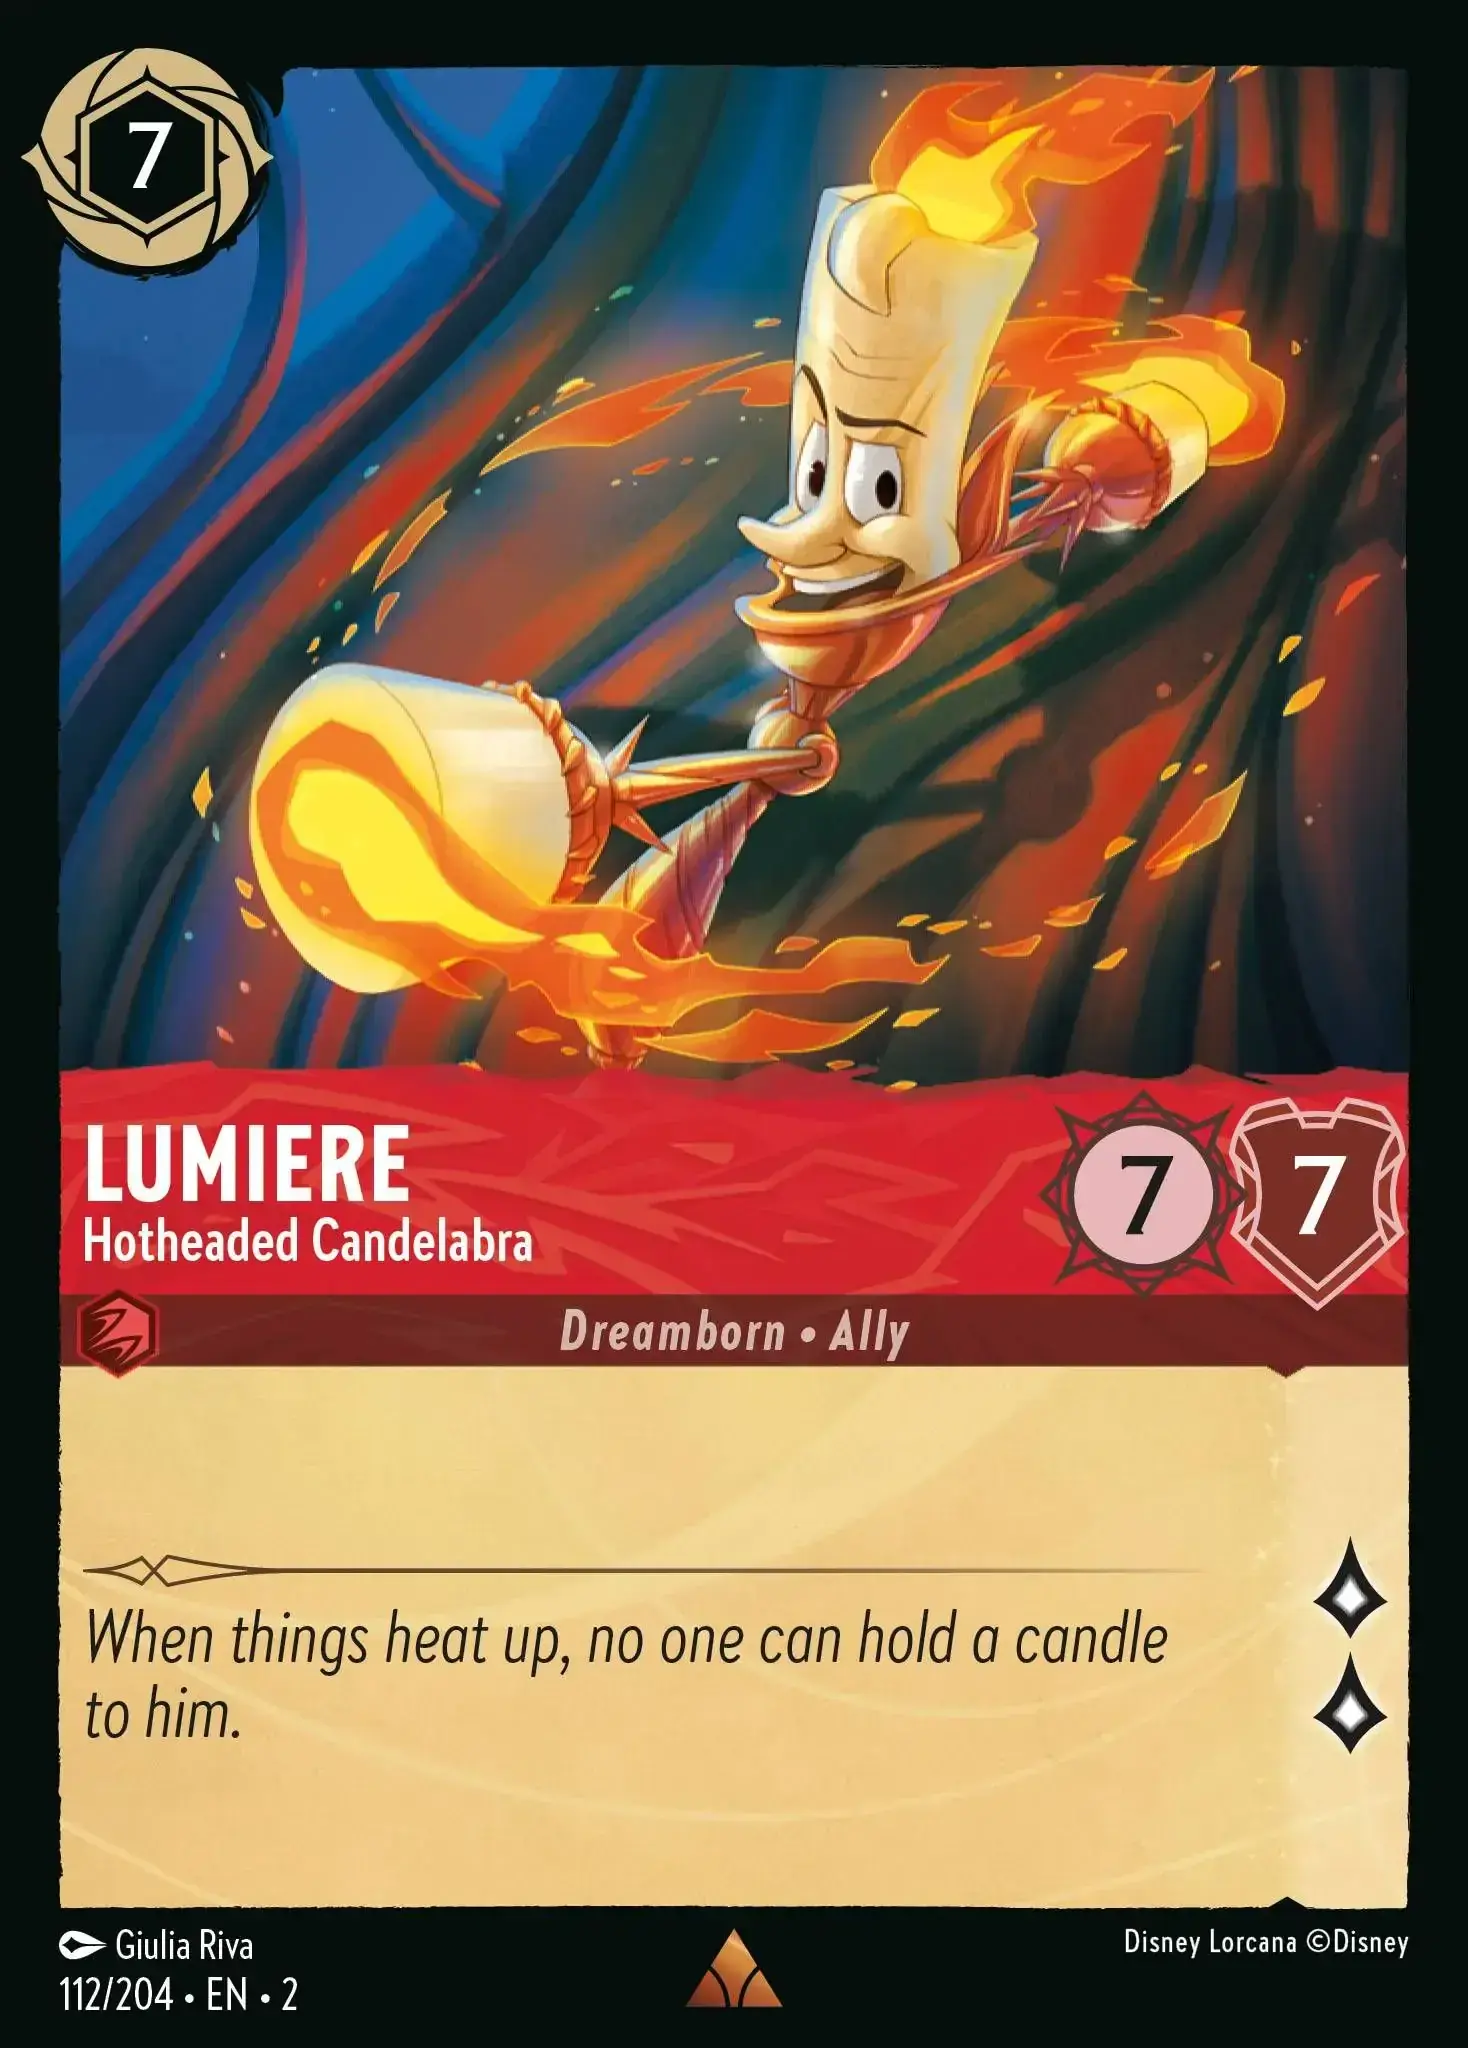 7
LUMIERE
Hotheaded Candelabra
7 7
Dreamborn • Ally
When things heat up, no one can hold a candle
to him.
Giulia Riva
112/204 • EN • 2
Disney Lorcana ©Disney